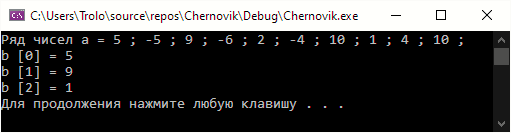 C:\Users\Trolo\source\repos\Chernovik\Debug\Chernovik.exe
Ряд чисел a = 5 ; -5 ; 9 ; -6 ; 2 ; -4 ; 10 ; 1 ; 4 ; 10 ;
b [0] = 5
b [1] = 9
b [2] = 1
Для продолжения нажмите любую клавишу . . .